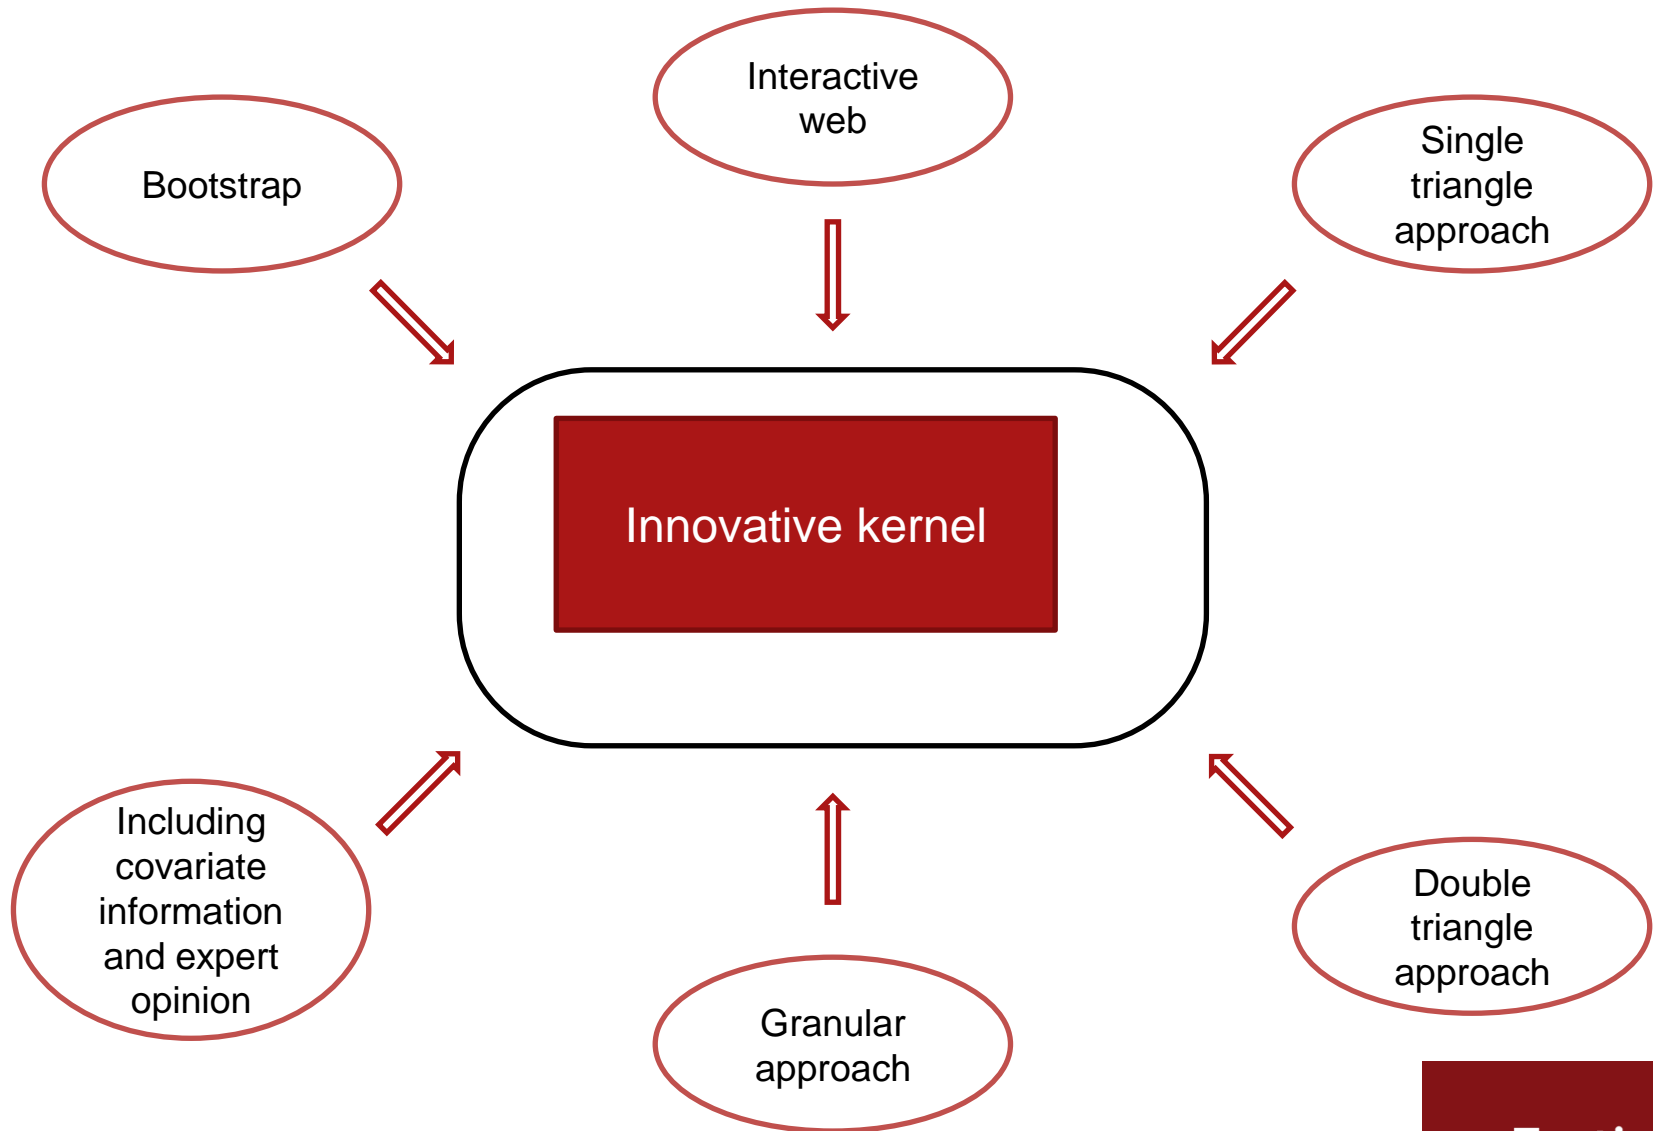 Interactive
web
Bootstrap
Single
triangle
approach
Innovative kernel
Including
covariate
information
and expert
opinion
Double
triangle
approach
Granular
approach